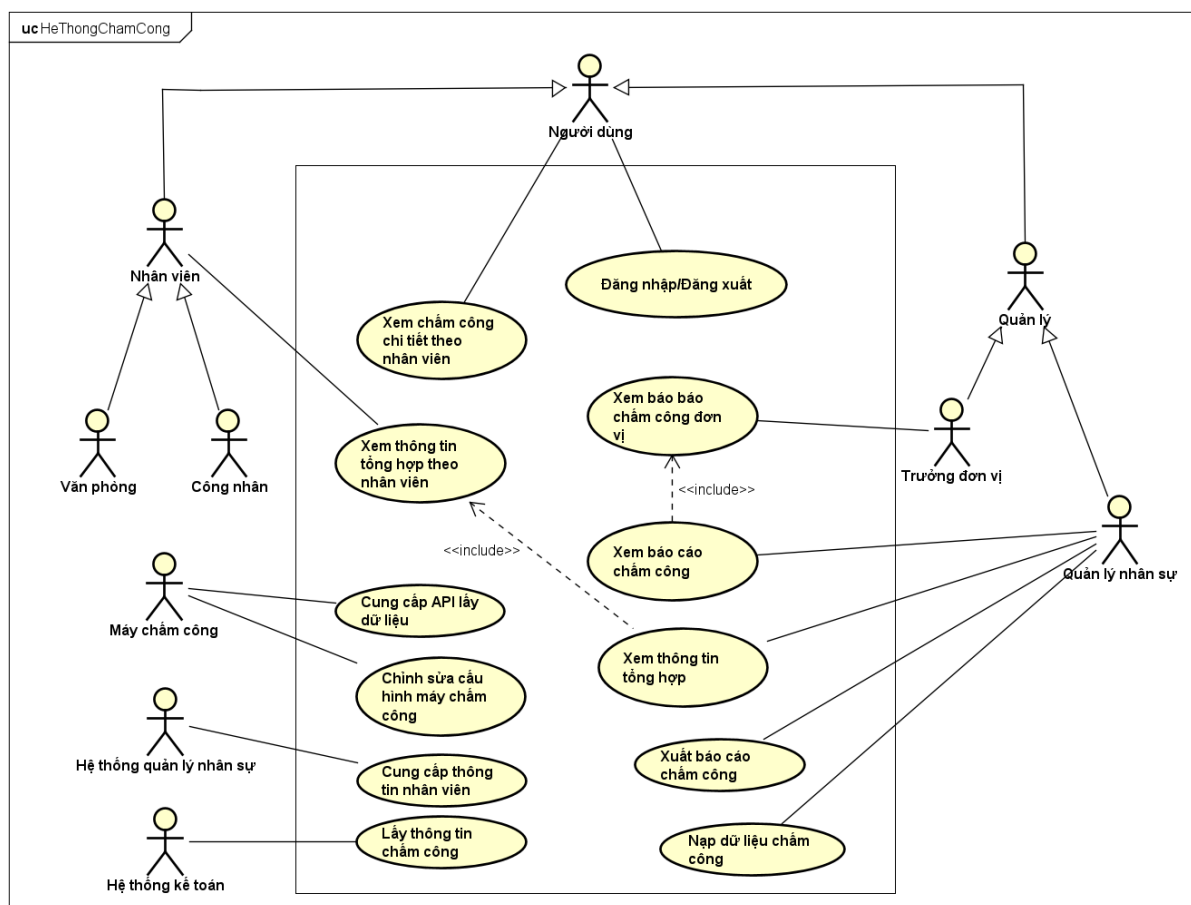 uc HeThongChamCong
Người dùng
Nhân viên
Quản lý
Đăng nhập/Đăng xuất
Xem chấm công
chi tiết theo
nhân viên
Xem báo báo
chấm công đơn
vị
Trưởng đơn vị
Văn phòng
Công nhân
Xem thông tin
tổng hợp theo
nhân viên
<<include>>
<<include>>
Xem báo cáo
chấm công
Quản lý nhân sự
Máy chấm công
Cung cấp API lấy
dữ liệu
Xem thông tin
tổng hợp
Chỉnh sửa cấu
hình máy chấm
công
Hệ thống quản lý nhân sự
Cung cấp thông
tin nhân viên
Xuất báo cáo
chấm công
Hệ thống kế toán
Lấy thông tin
chấm công
Nạp dữ liệu chấm
công